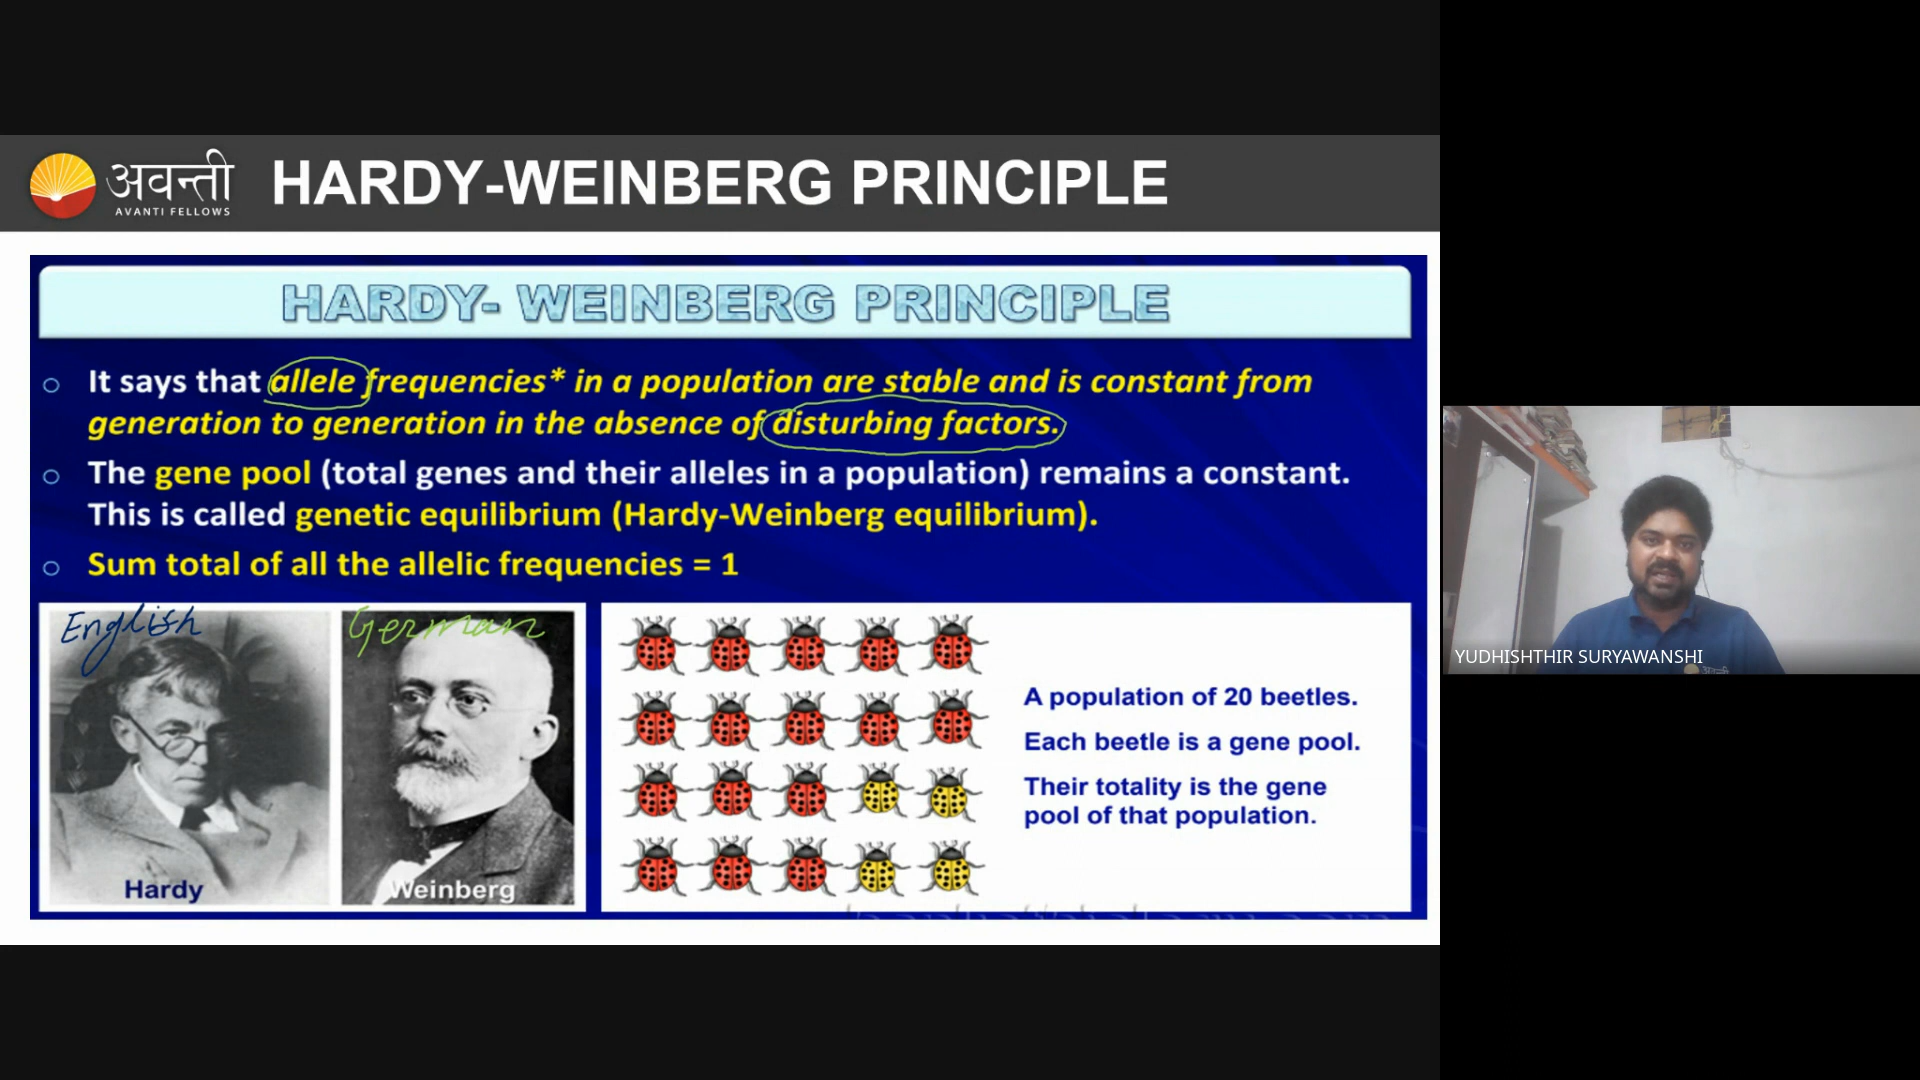 अवन्ती
AVANTI FELLOWS
HARDY-WEINBERG PRINCIPLE
HARDY- WEINBERG PRINCIPLE
o It says that allele frequencies* in a population are stable and is constant from
generation to generation in the absence of disturbing factors.
o The gene pool (total genes and their alleles in a population) remains a constant.
This is called genetic equilibrium (Hardy-Weinberg equilibrium).
o Sum total of all the allelic frequencies = 1
English
German
Hardy
Weinberg
A population of 20 beetles.
Each beetle is a gene pool.
Their totality is the gene
pool of that population.
YUDHISHTHIR SURYAWANSHI